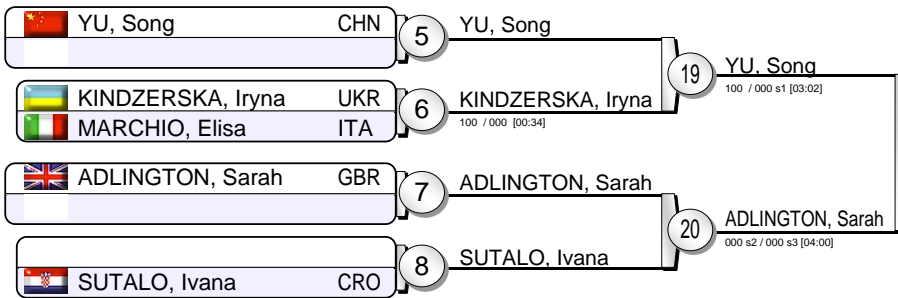 YU, Song CHN
5
YU, Song
KINDZERSKA, Iryna UKR
MARCHIO, Elisa ITA
6
KINDZERSKA, Iryna
100 / 000 [00:34]
19
YU, Song
100 / 000 s1 [03:02]
ADLINGTON, Sarah GBR
7
ADLINGTON, Sarah
SUTALO, Ivana CRO
8
SUTALO, Ivana
20
ADLINGTON, Sarah
000 s2 / 000 s3 [04:00]